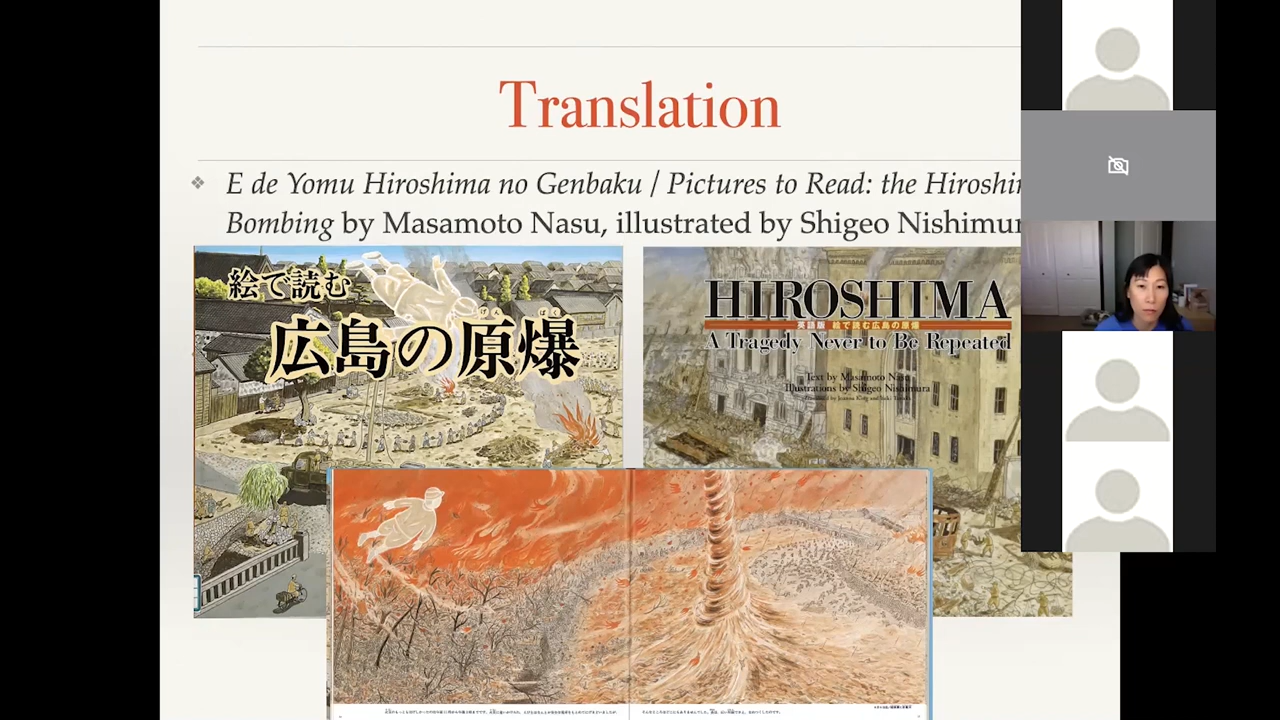 Translation
E de Yomu Hiroshima no Genbaku / Pictures to Read: the Hiroshi
Bombing by Masamoto Nasu, illustrated by Shigeo Nishimur
絵で読む
広島の原爆
HIROSHIMA
英語版 絵で読む広島の原爆
A Tragedy Never to Be Repeated
Text by Masamoto Nasu
Illustrations by Shigeo Nishimura